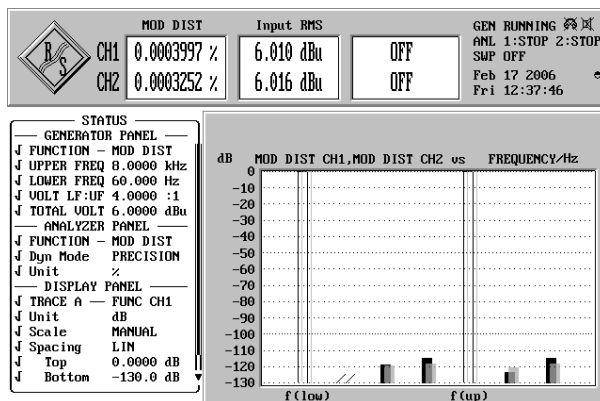 MOD DIST Input RMS
R S
CH1 0.0003997 % 6.010 dBu OFF
CH2 0.0003252 % 6.016 dBu OFF
GEN RUNNING
ANL 1:STOP 2:STOP
SWP OFF
Feb 17 2006
Fri 12:37:46
STATUS
GENERATOR PANEL
FUNCTION - MOD DIST
UPPER FREQ 8.0000 kHz
LOWER FREQ 60.000 Hz
VOLT LF:UF 4.0000 :1
TOTAL VOLT 6.0000 dBu
ANALYZER PANEL
FUNCTION - MOD DIST
Dyn Mode PRECISION
Unit %
DISPLAY PANEL
TRACE A — FUNC CH1
Unit dB
Scale MANUAL
Spacing LIN
Top 0.0000 dB
Bottom -130.0 dB
dB MOD DIST CH1,MOD DIST CH2 vs FREQUENCY/Hz
0
-10
-20
-30
-40
-50
-60
-70
-80
-90
-100
-110
-120
-130
f(low) f(up)